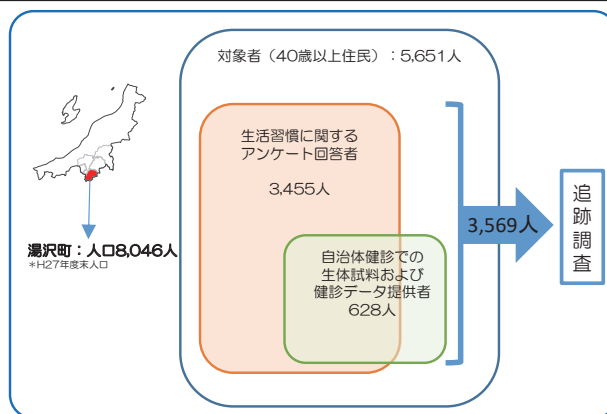 対象者（40歳以上住民）：5,651人
生活習慣に関する
アンケート回答者
3,455人
自治体健診での
生体試料および
健診データ提供者
628人
湯沢町：人口8,046人
*H27年度末人口
3,569人
追跡調査